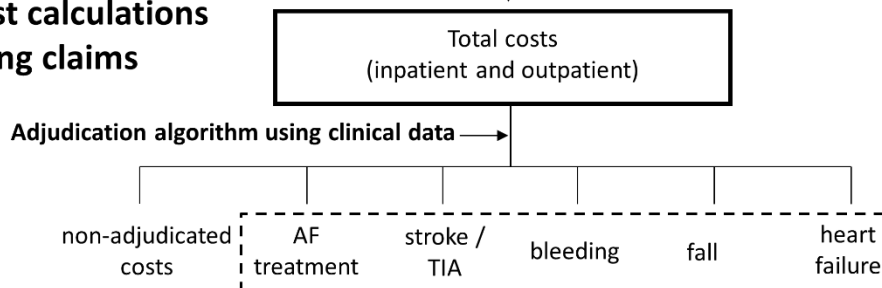 st calculations
ng claims
Total costs
(inpatient and outpatient)
Adjudication algorithm using clinical data
non-adjudicated
costs
AF
treatment
stroke /
TIA
bleeding
fall
heart
failure